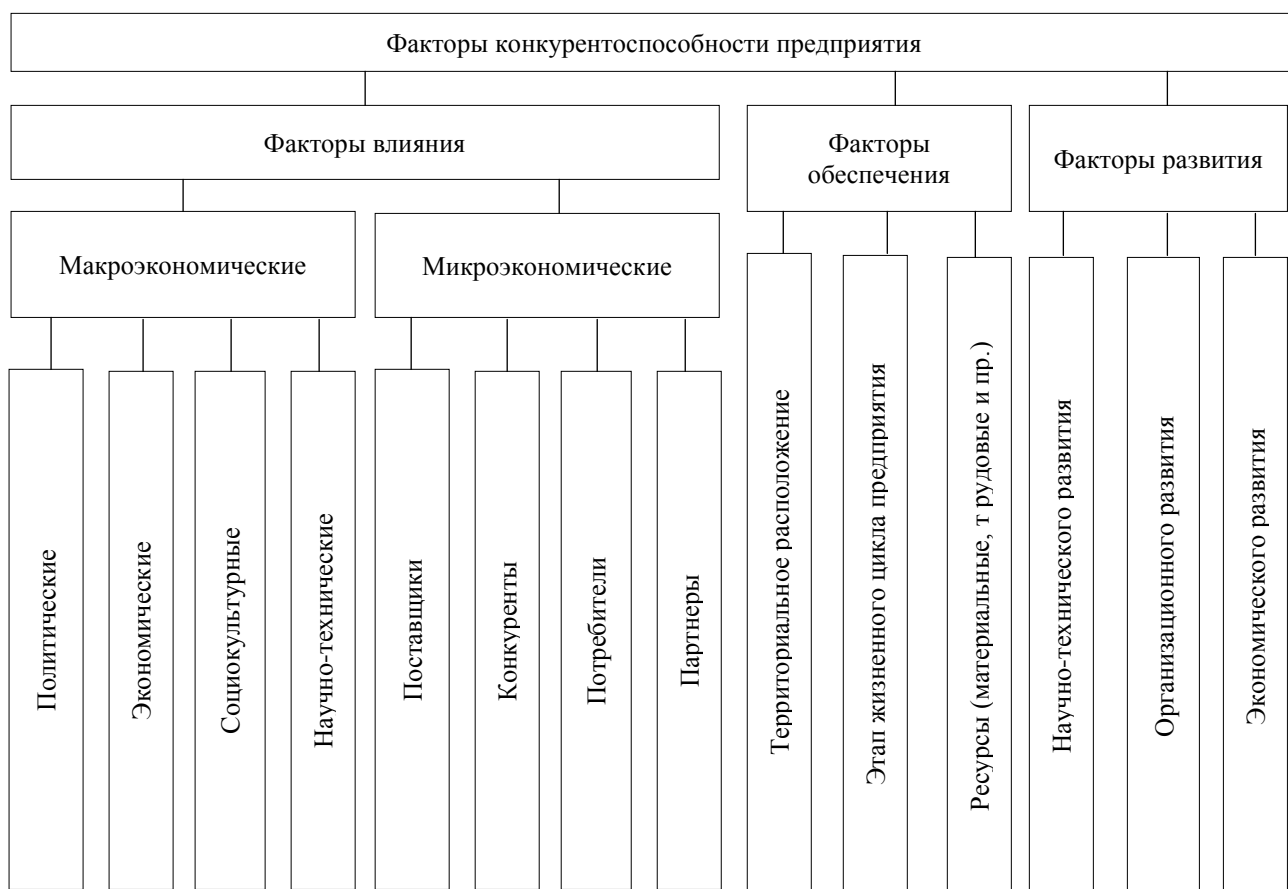 Факторы конкурентоспособности предприятия
Факторы влияния
Факторы
обеспечения
Факторы развития
Макроэкономические
Микроэкономические
Политические
Экономические
Социокультурные
Научно-технические
Поставщики
Конкуренты
Потребители
Партнеры
Территориальное расположение
Этап жизненного цикла предприятия
Ресурсы (материальные, т рудовые и пр.)
Научно-технического развития
Организационного развития
Экономического развития